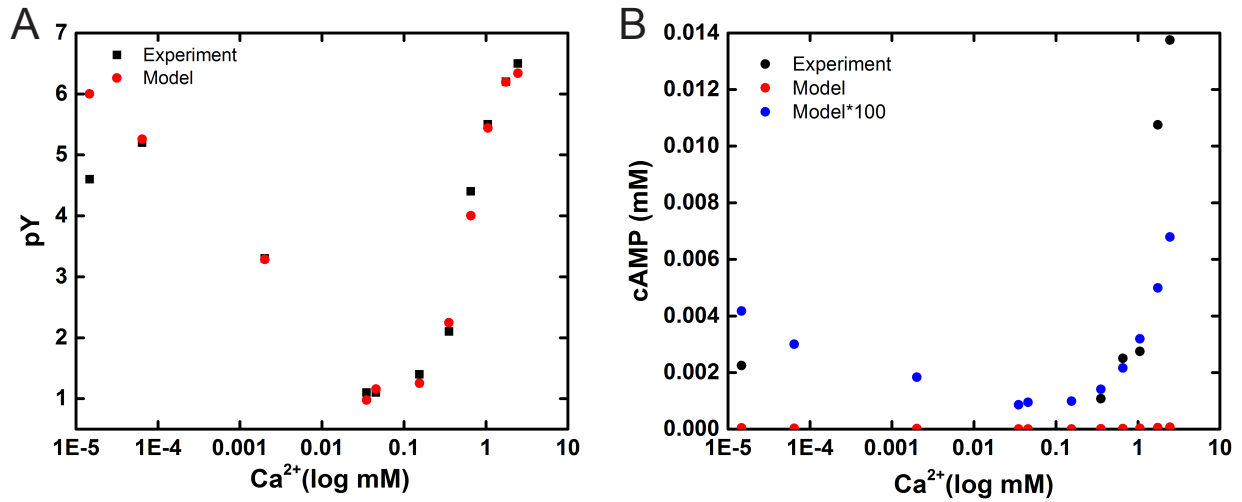 A
7
6
5
4
3
2
1
pY
Experiment
Model
1E-5
1E-4
0.001
0.01
0.1
1
10
Ca²⁺(log mM)
B
0.014
0.012
0.010
0.008
0.006
0.004
0.002
0.000
cAMP (mM)
Experiment
Model
Model*100
1E-5
1E-4
0.001
0.01
0.1
1
10
Ca²⁺(log mM)